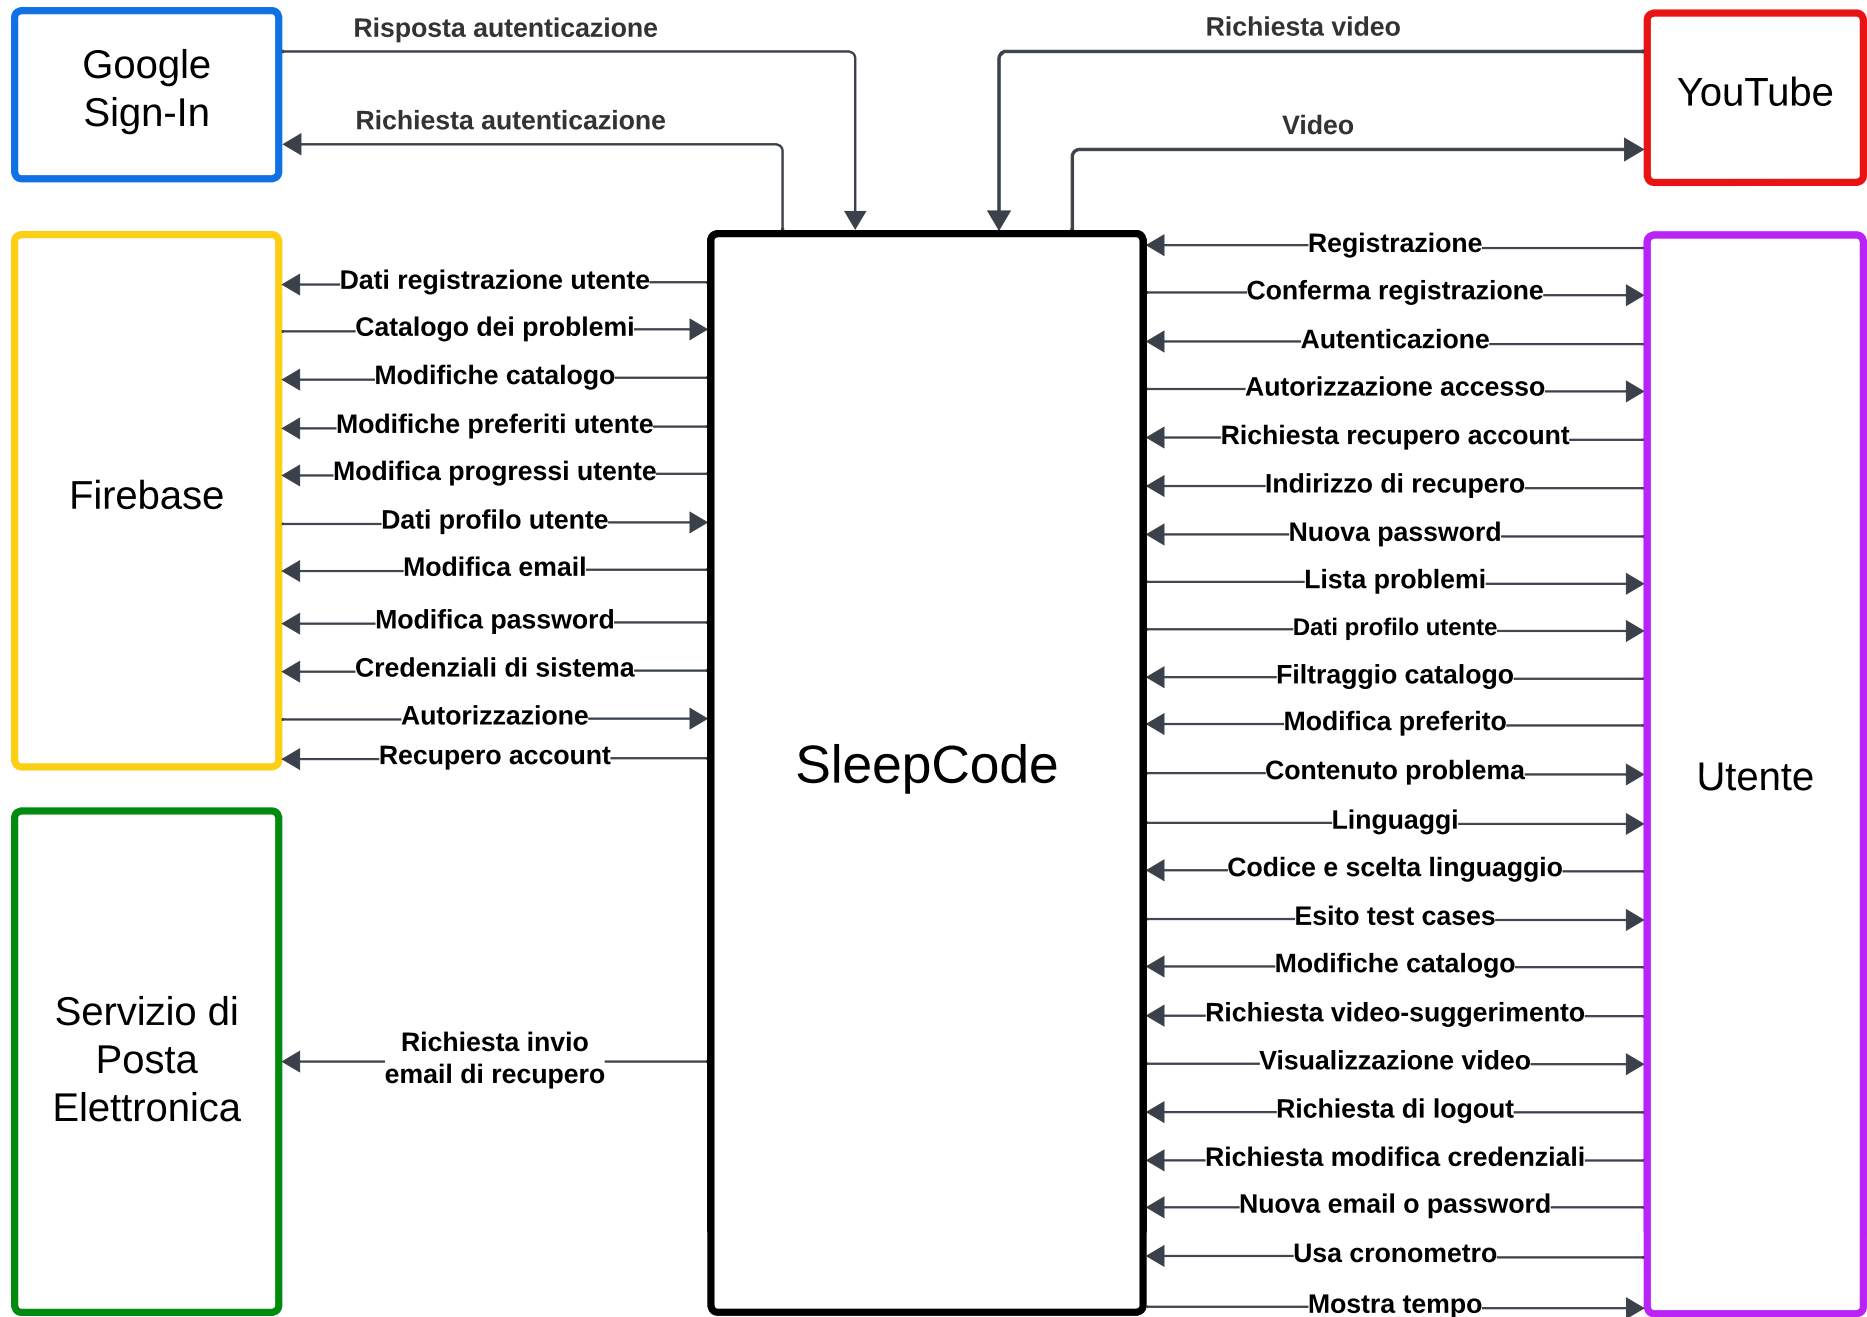 Google
Sign-In
Risposta autenticazione
Richiesta autenticazione
Richiesta video
Video
YouTube
Firebase
Dati registrazione utente
Catalogo dei problemi
Modifiche catalogo
Modifiche preferiti utente
Modifica progressi utente
Dati profilo utente
Modifica email
Modifica password
Credenziali di sistema
Autorizzazione
Recupero account
Servizio di
Posta
Elettronica
Richiesta invio
email di recupero
SleepCode
Registrazione
Conferma registrazione
Autenticazione
Autorizzazione accesso
Richiesta recupero account
Indirizzo di recupero
Nuova password
Lista problemi
Dati profilo utente
Filtraggio catalogo
Modifica preferito
Contenuto problema
Linguaggi
Codice e scelta linguaggio
Esito test cases
Modifiche catalogo
Richiesta video-suggerimento
Visualizzazione video
Richiesta di logout
Richiesta modifica credenziali
Nuova email o password
Usa cronometro
Mostra tempo
Utente